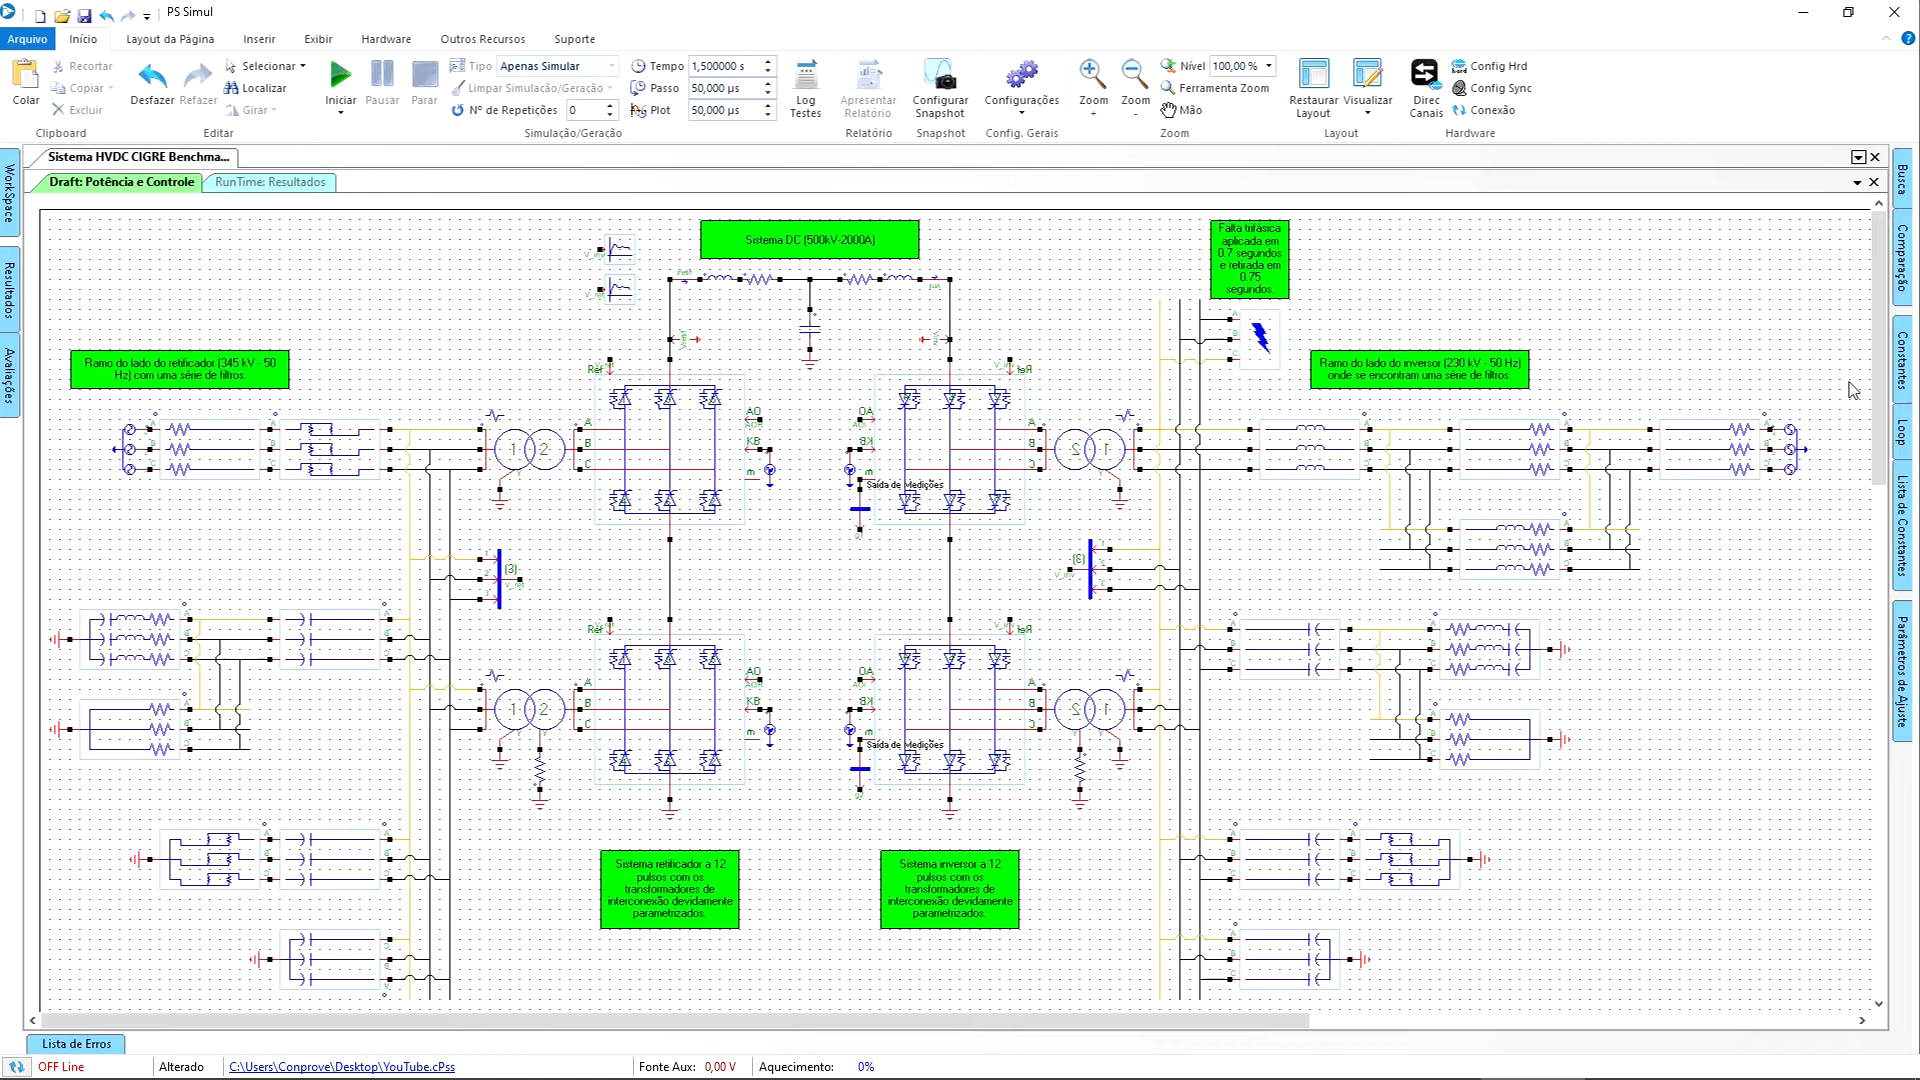 PS Simul
Arquivo Início Layout da Página Inserir Exibir Hardware Outros Recursos Suporte
Colar
Recortar
Copiar
Excluir
Clipboard
Desfazer Refazer
Selecionar
Localizar
Girar
Editar
Iniciar Pausar Parar
Tipo Apenas Simular
Limpar Simulação/Geração
Nº de Repetições 0
Tempo 1,500000 s
Passo 50,000 µs
Plot 50,000 µs
Simulação/Geração
Log Testes
Apresentar Relatório
Relatório
Configurar Snapshot
Snapshot
Configurações
Config. Gerais
Zoom +
Zoom -
Nível 100,00 %
Ferramenta Zoom
Mão
Zoom
Restaurar Layout
Visualizar
Layout
Direc Canais
Config Hrd
Config Sync
Conexão
Hardware
Sistema HVDC CIGRE Benchma...
Draft: Potência e Controle RunTime: Resultados
WorkSpace
Resultados
Avaliações
Busca
Comparação
Constantes
Loop
Lista de Constantes
Parâmetros de Ajuste
Sistema DC (500kV-2000A)
Falta trifásica
aplicada em
0.7 segundos
e retirada em
0.75
segundos.
Ramo do lado do retificador (345 kV - 50
Hz) com uma série de filtros.
Ramo do lado do inversor (230 kV - 50 Hz)
onde se encontram uma série de filtros.
Saída de Medições
Saída de Medições
Sistema retificador a 12
pulsos com os
transformadores de
interconexão devidamente
parametrizados.
Sistema inversor a 12
pulsos com os
transformadores de
interconexão devidamente
parametrizados.
Lista de Erros
OFF Line Alterado C:\Users\Conprove\Desktop\YouTube.cPss Fonte Aux: 0,00 V Aquecimento: 0%